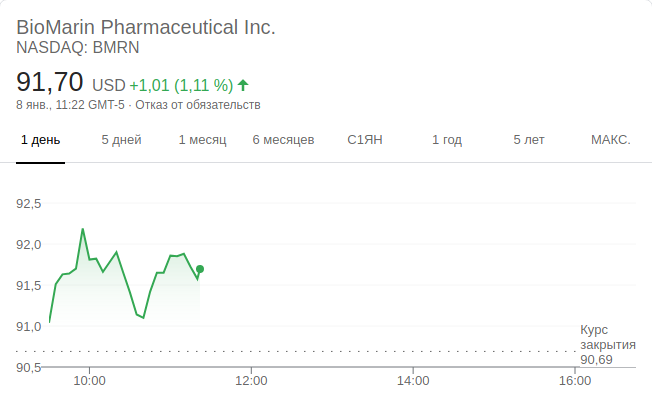 BioMarin Pharmaceutical Inc.
NASDAQ: BMRN
91,70 USD +1,01 (1,11 %)
8 янв., 11:22 GMT-5 · Отказ от обязательств
1 день 5 дней 1 месяц 6 месяцев С1ЯН 1 год 5 лет МАКС.
92,5
92,0
91,5
91,0
Курс
закрытия
90,69
90,5
10:00 12:00 14:00 16:00